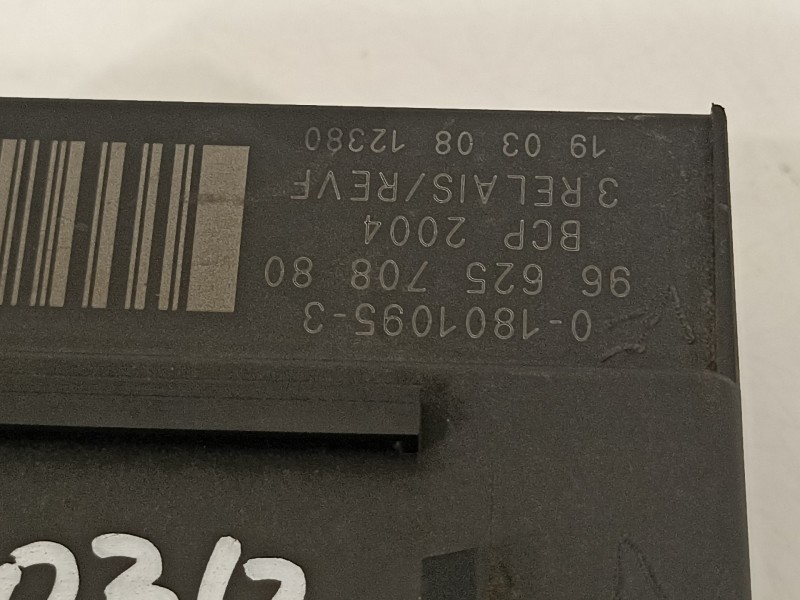 0-1801095-3
96 625 708 80
BCP 2004
3 RELAIS/REVF
19 03 08 12380